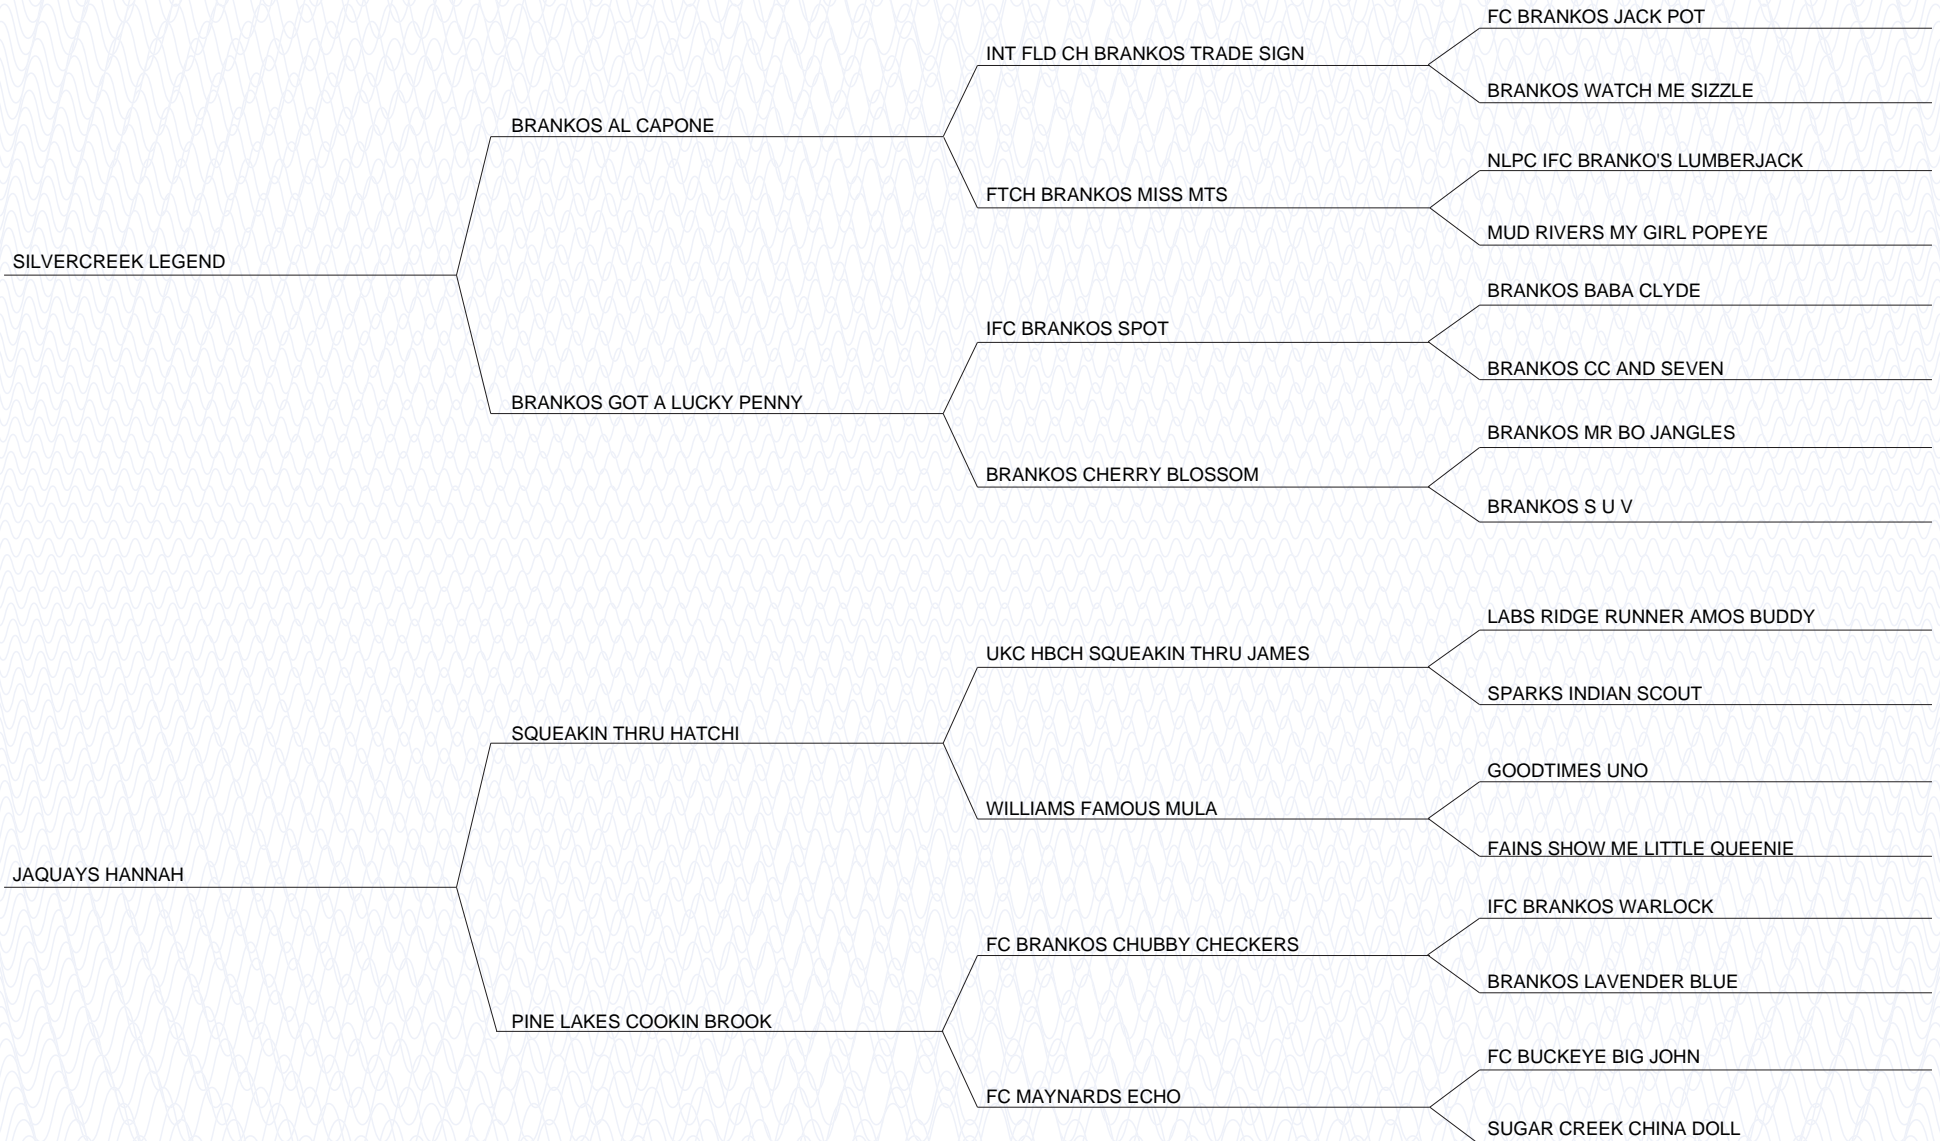 FC BRANKOS JACK POT
INT FLD CH BRANKOS TRADE SIGN
BRANKOS WATCH ME SIZZLE
BRANKOS AL CAPONE
NLPC IFC BRANKO'S LUMBERJACK
FTCH BRANKOS MISS MTS
MUD RIVERS MY GIRL POPEYE
SILVERCREEK LEGEND
BRANKOS BABA CLYDE
IFC BRANKOS SPOT
BRANKOS CC AND SEVEN
BRANKOS GOT A LUCKY PENNY
BRANKOS MR BO JANGLES
BRANKOS CHERRY BLOSSOM
BRANKOS S U V
LABS RIDGE RUNNER AMOS BUDDY
UKC HBCH SQUEAKIN THRU JAMES
SPARKS INDIAN SCOUT
SQUEAKIN THRU HATCHI
GOODTIMES UNO
WILLIAMS FAMOUS MULA
FAINS SHOW ME LITTLE QUEENIE
JAQUAYS HANNAH
IFC BRANKOS WARLOCK
FC BRANKOS CHUBBY CHECKERS
BRANKOS LAVENDER BLUE
PINE LAKES COOKIN BROOK
FC BUCKEYE BIG JOHN
FC MAYNARDS ECHO
SUGAR CREEK CHINA DOLL